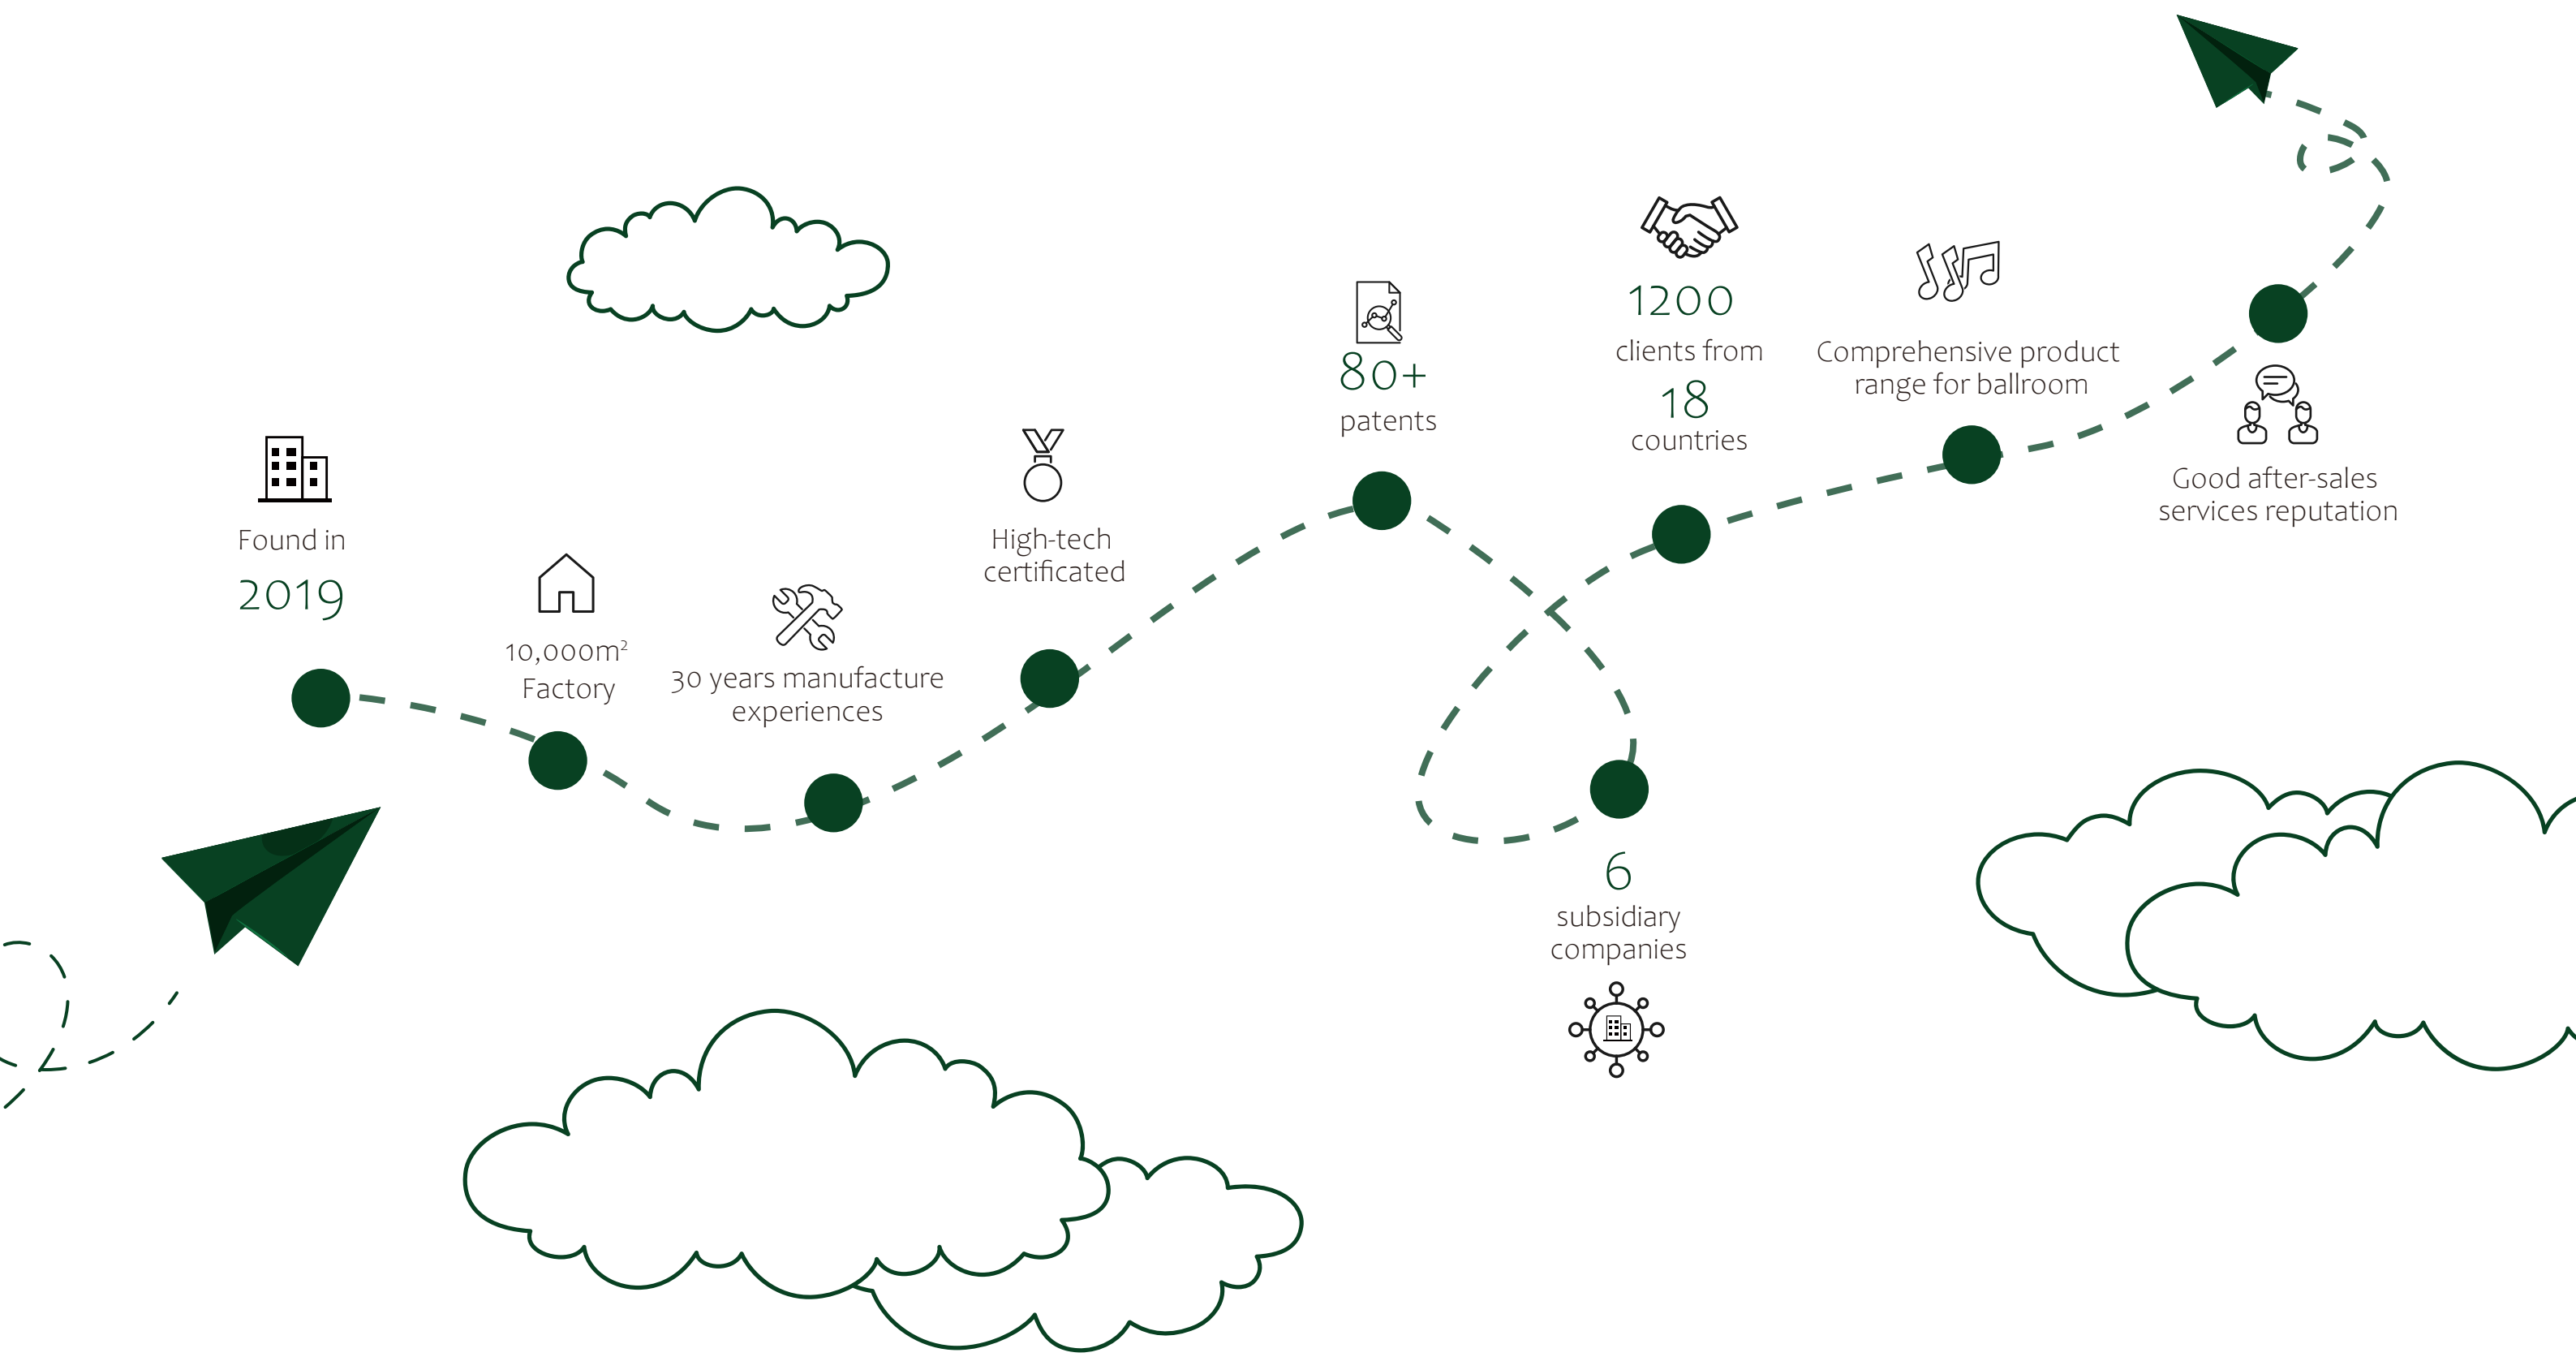 Found in
2019
10,000m²
Factory
30 years manufacture
experiences
High-tech
certificated
80+
patents
6
subsidiary
companies
1200
clients from
18
countries
Comprehensive product
range for ballroom
Good after-sales
services reputation